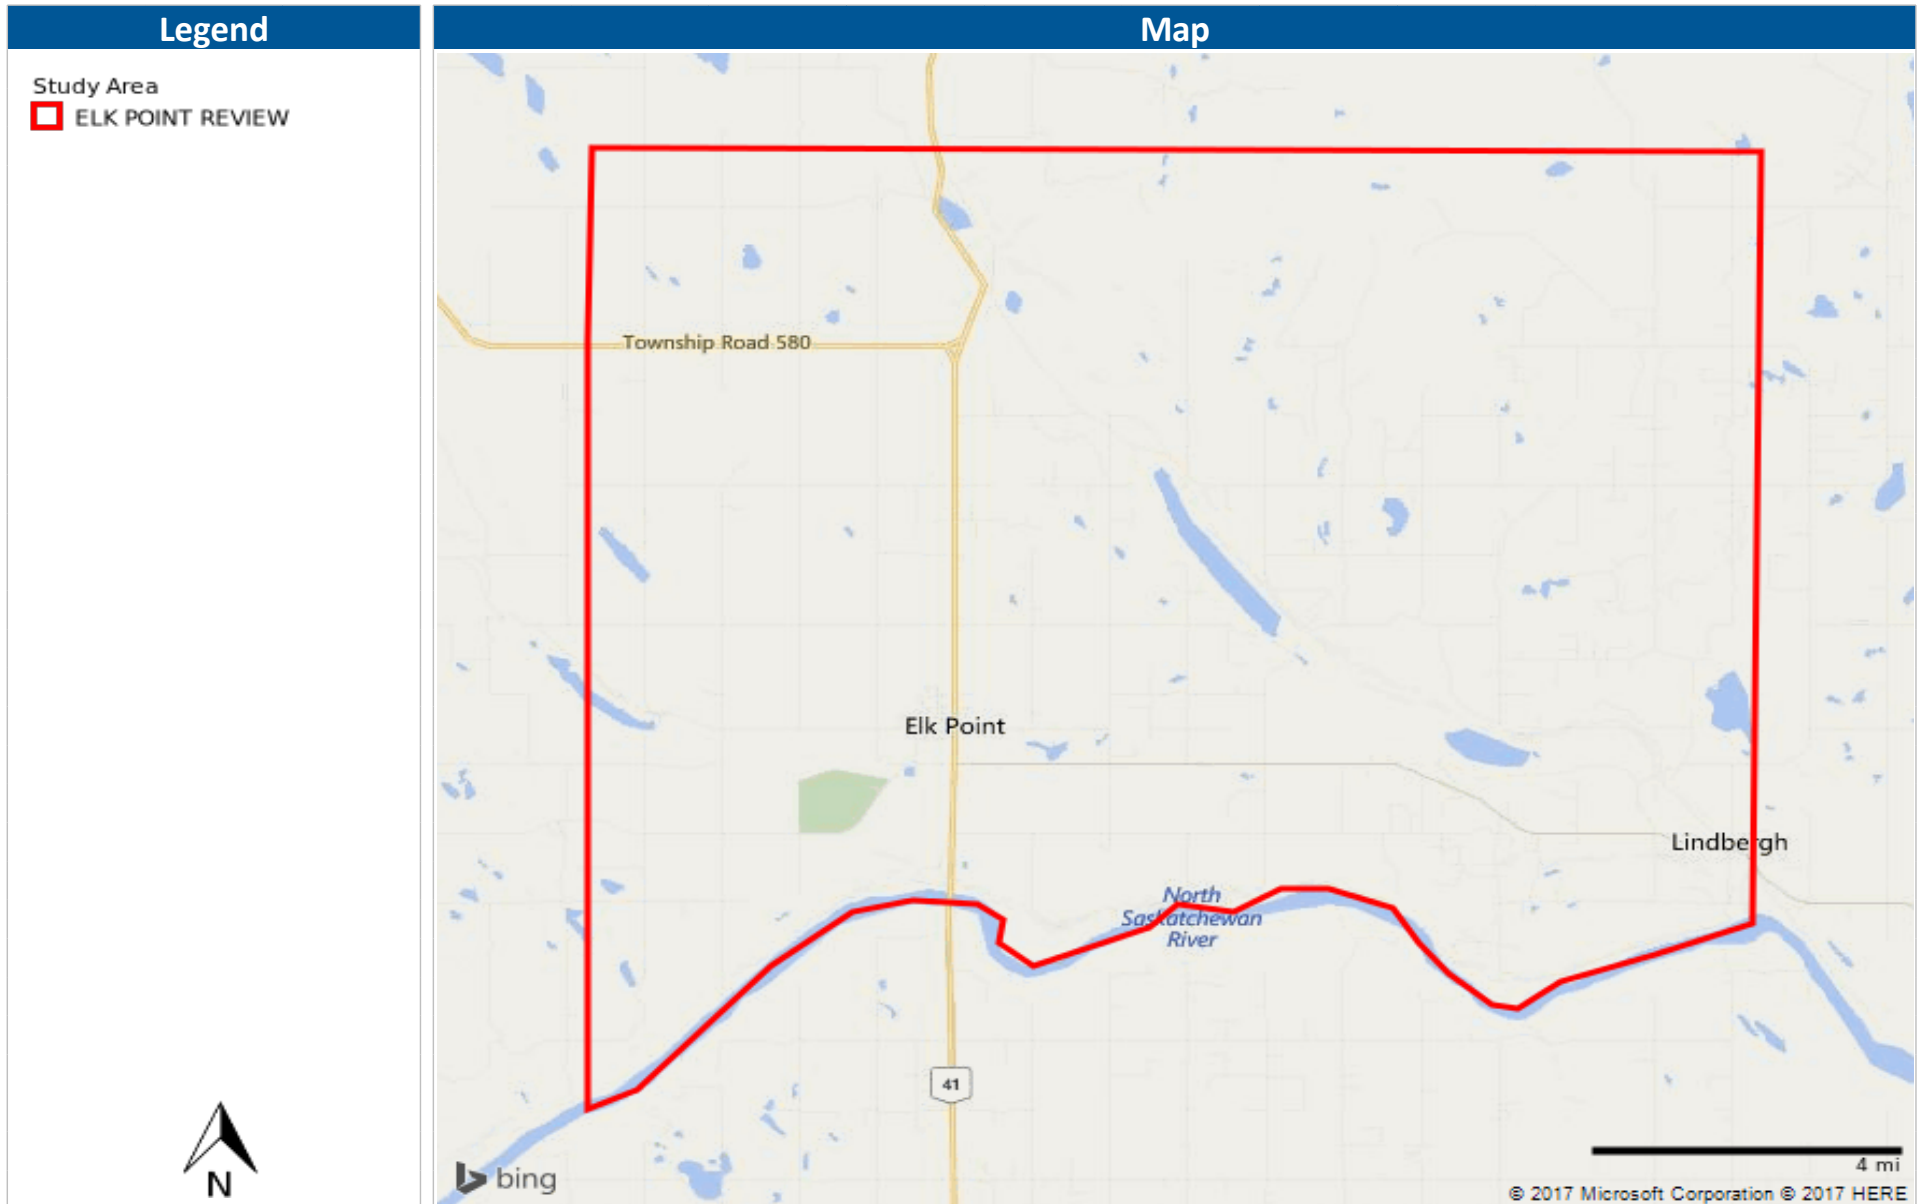 Legend
Study Area
ELK POINT REVIEW
N
Map
Township Road 580
Elk Point
Lindbergh
North
Saskatchewan
River
41
4 mi
bing
© 2017 Microsoft Corporation © 2017 HERE